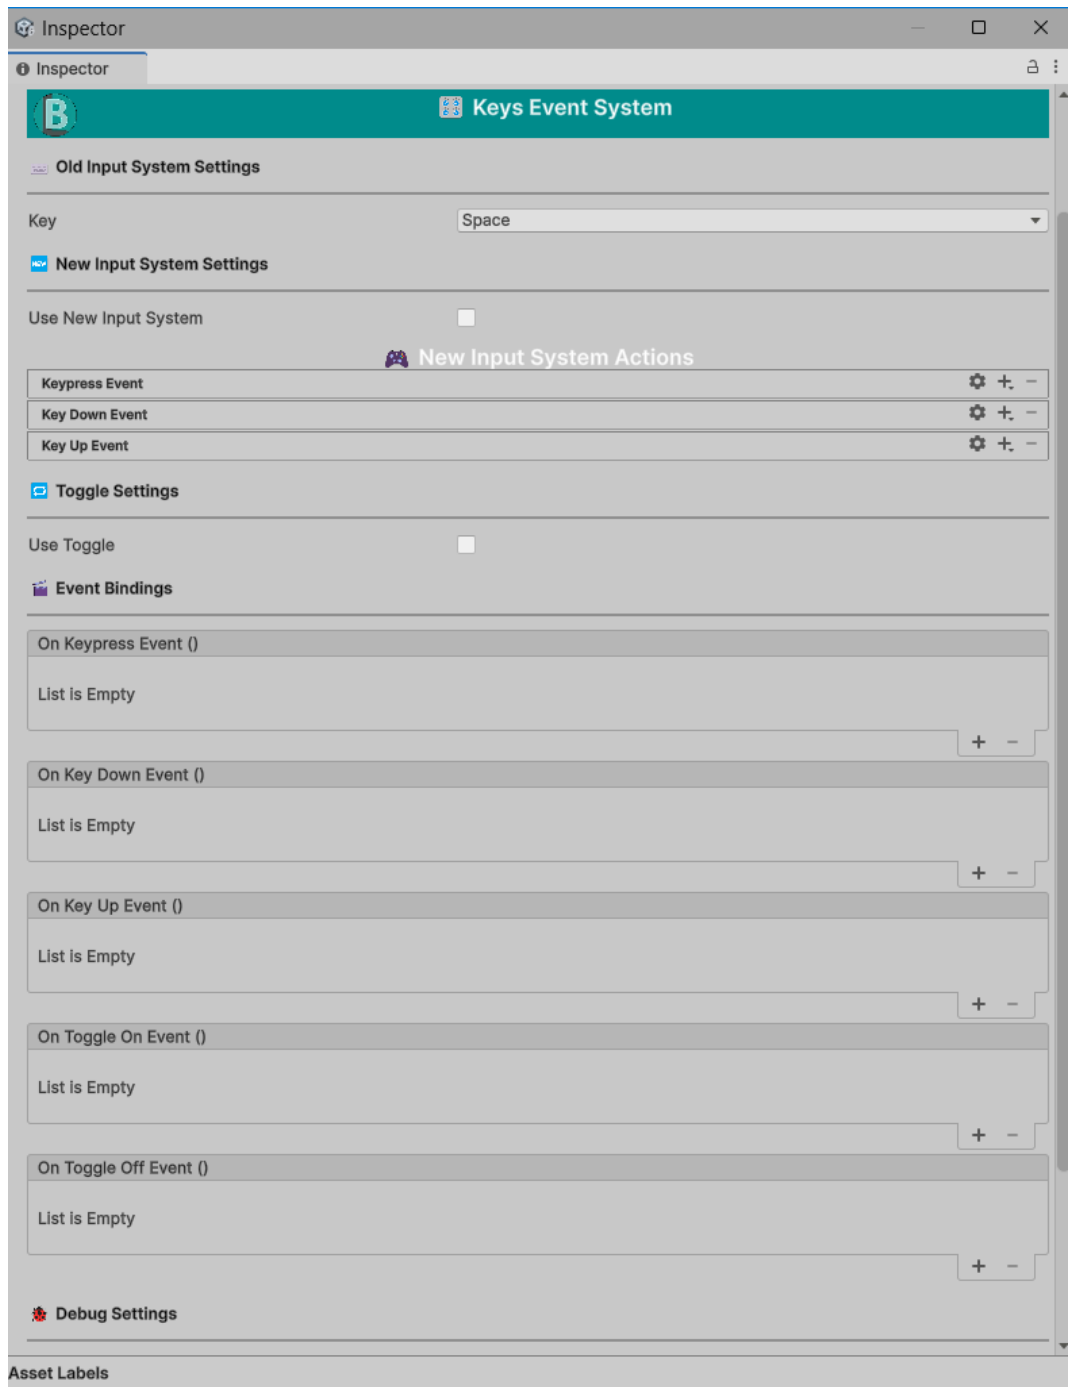 Inspector
Inspector
B
Keys Event System
Old Input System Settings
Key Space
NEW New Input System Settings
Use New Input System
New Input System Actions
Keypress Event
Key Down Event
Key Up Event
Toggle Settings
Use Toggle
Event Bindings
On Keypress Event ()
List is Empty
On Key Down Event ()
List is Empty
On Key Up Event ()
List is Empty
On Toggle On Event ()
List is Empty
On Toggle Off Event ()
List is Empty
Debug Settings
Asset Labels